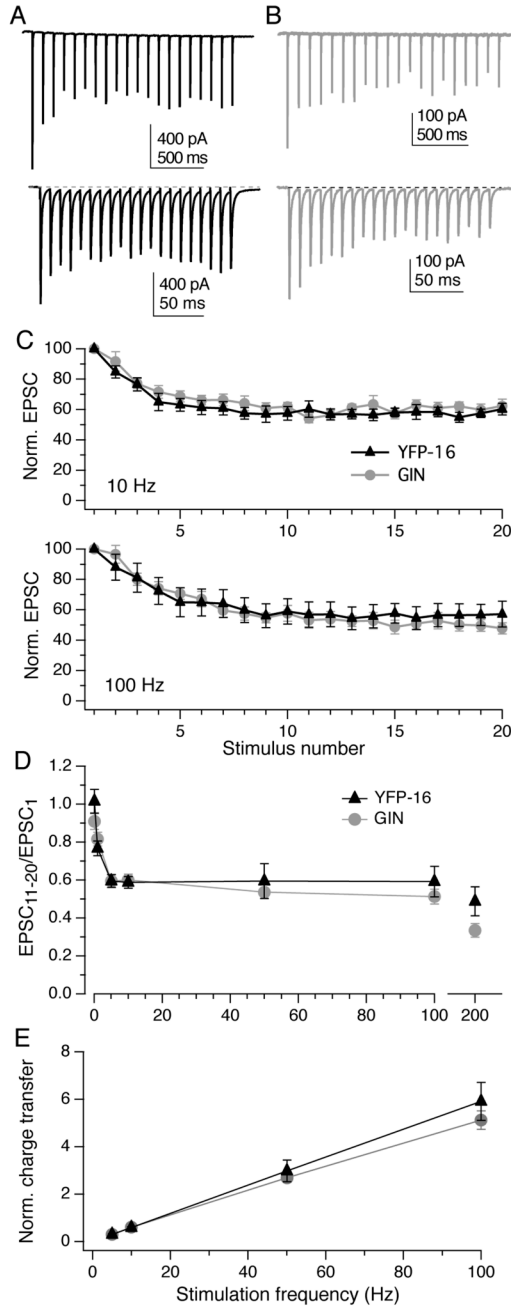 A
B
400 pA
500 ms
100 pA
500 ms
400 pA
50 ms
100 pA
50 ms
C
100
80
60
40
20
0
Norm. EPSC
YFP-16
GIN
10 Hz
5
10
15
20
100
80
60
40
20
0
Norm. EPSC
100 Hz
5
10
15
20
Stimulus number
D
1.2
1.0
0.8
0.6
0.4
0.2
0.0
EPSC11-20/EPSC1
YFP-16
GIN
0
20
40
60
80
100
200
E
8
6
4
2
0
Norm. charge transfer
0
20
40
60
80
100
Stimulation frequency (Hz)